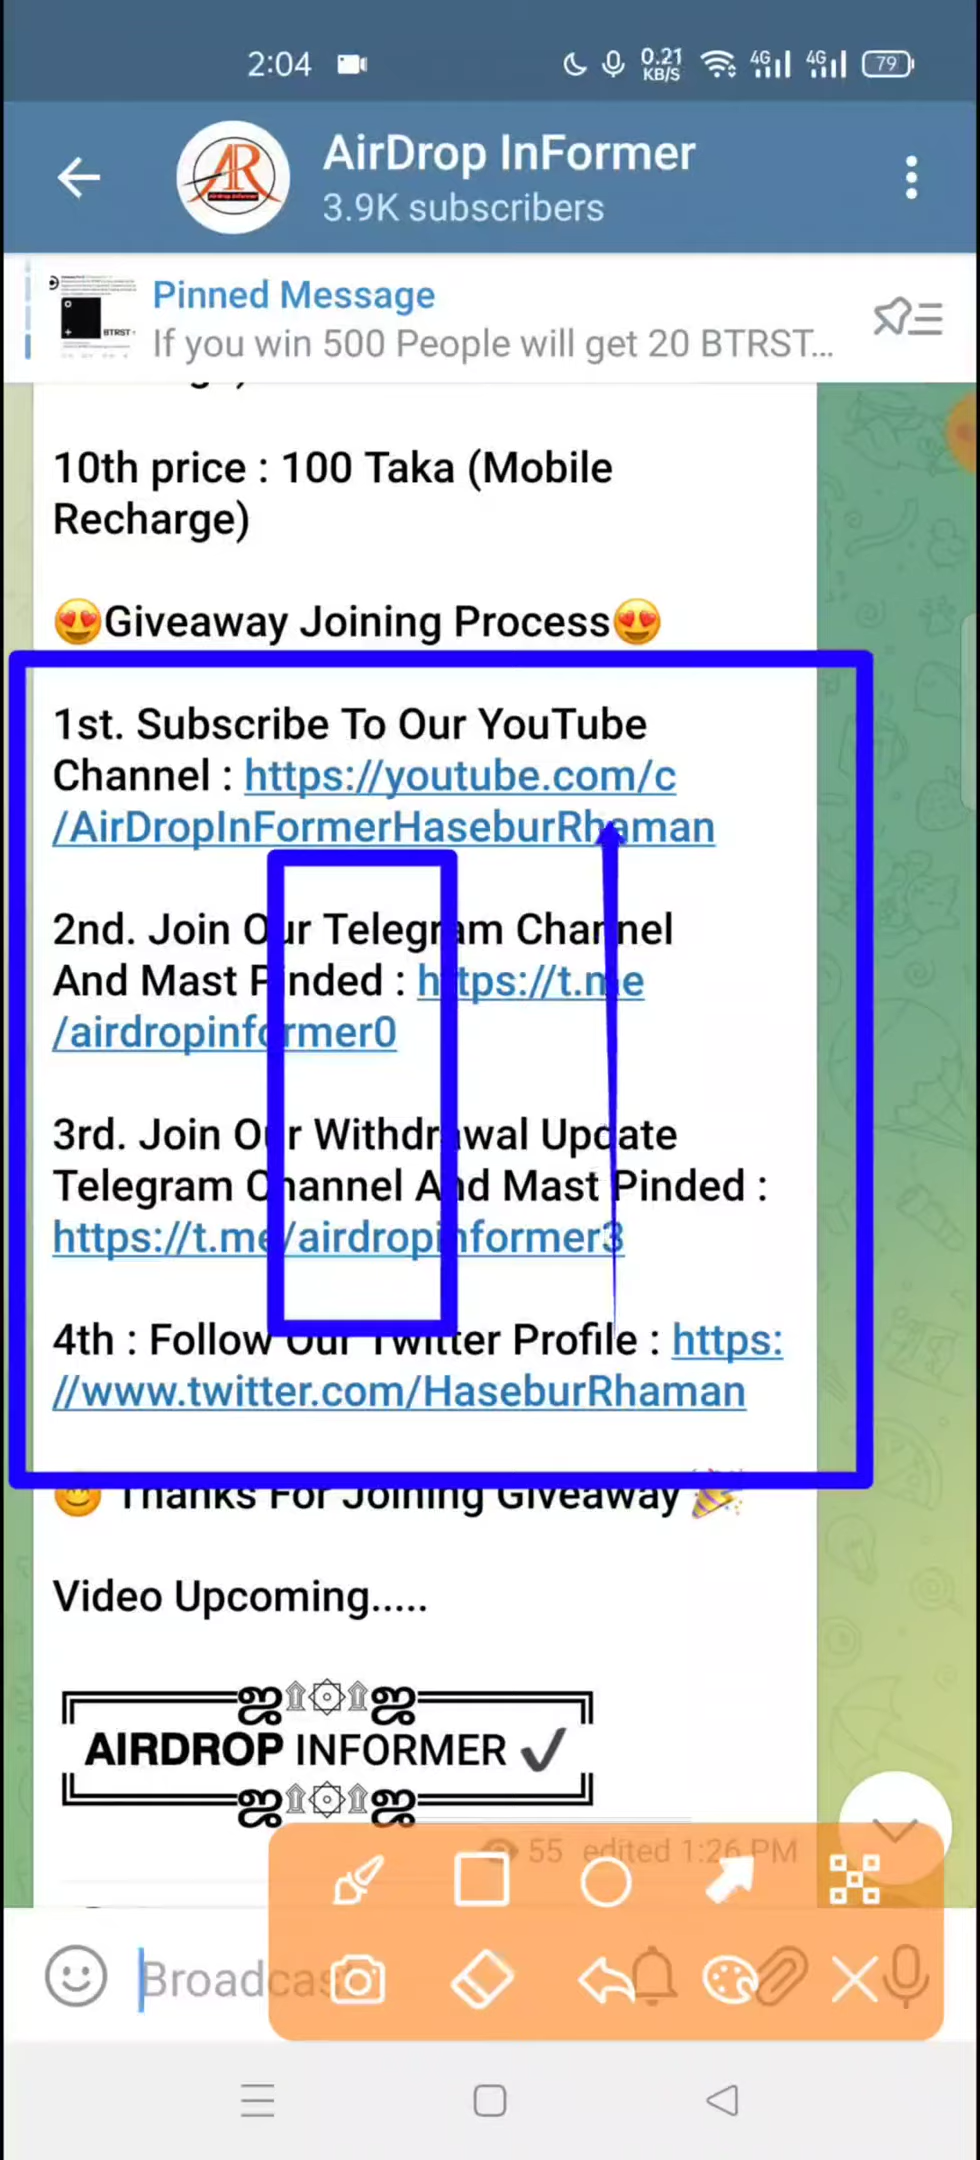 2:04
0.21
KB/S
4G
4G
79
AirDrop InFormer
3.9K subscribers
Pinned Message
If you win 500 People will get 20 BTRST...
BTRST
10th price : 100 Taka (Mobile
Recharge)
😍Giveaway Joining Process😍
1st. Subscribe To Our YouTube
Channel : https://youtube.com/c
/AirDropInFormerHaseburRhaman
2nd. Join Our Telegram Channel
And Mast Pinded : https://t.me
/airdropinformer0
3rd. Join Our Withdrawal Update
Telegram Channel And Mast Pinded :
https://t.me/airdropinformer3
4th : Follow Our Twitter Profile : https:
//www.twitter.com/HaseburRhaman
😊 Thanks For Joining Giveaway 🎉
Video Upcoming.....
╔═════ஜ۩۞۩ஜ═════╗
AIRDROP INFORMER ✔
╚═════ஜ۩۞۩ஜ═════╝
55 edited 1:26 PM
Broadcas